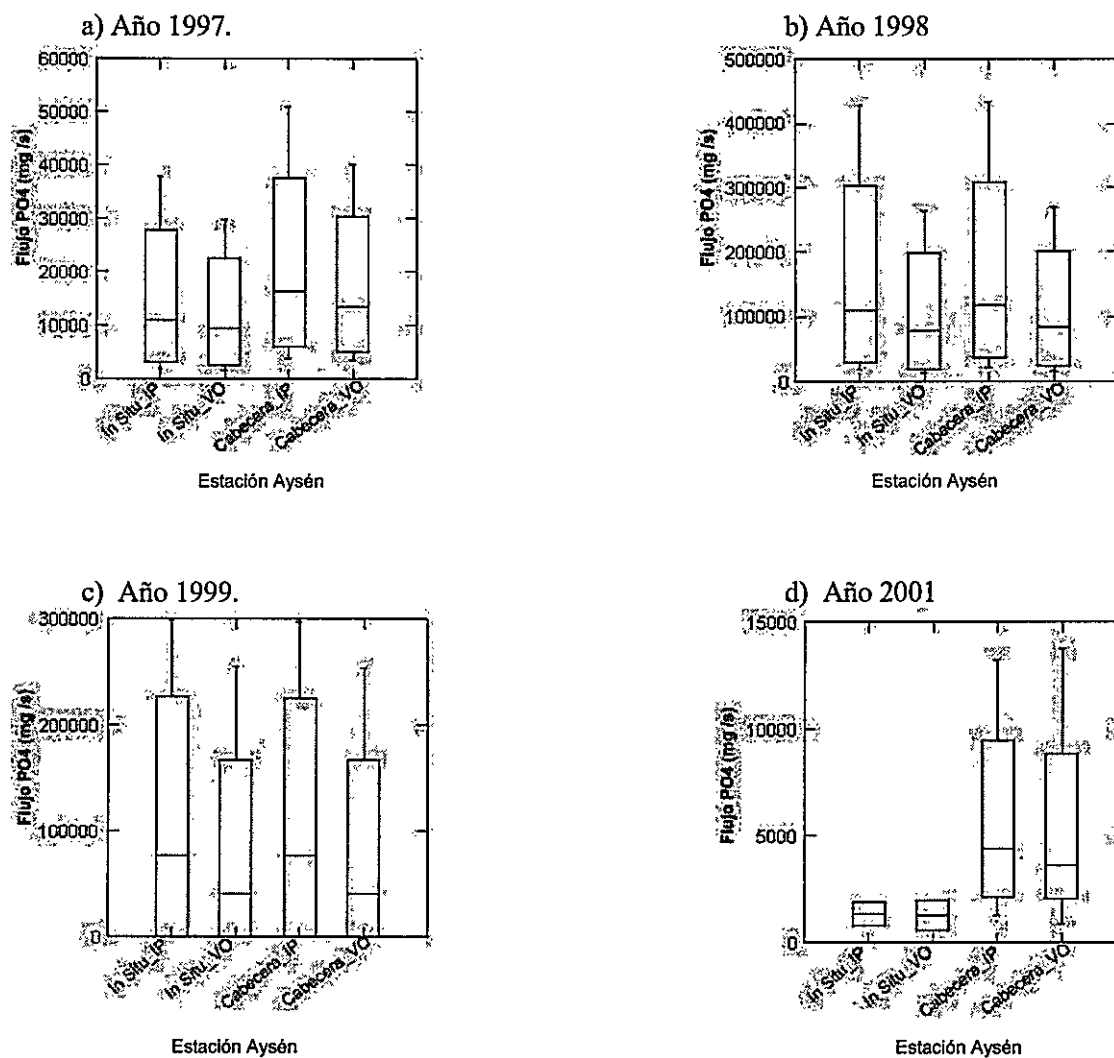 a) Año 1997.
60000
50000
40000
30000
20000
10000
0
Flujo PO4 (mg /s)
In Situ_IP
In Situ_VO
Cabecera_IP
Cabecera_VO
Estación Aysén
b) Año 1998
500000
400000
300000
200000
100000
0
Flujo PO4 (mg /s)
In Situ_IP
In Situ_VO
Cabecera_IP
Cabecera_VO
Estación Aysén
c) Año 1999.
300000
200000
100000
0
Flujo PO4 (mg /s)
In Situ_IP
In Situ_VO
Cabecera_IP
Cabecera_VO
Estación Aysén
d) Año 2001
15000
10000
5000
0
Flujo PO4 (mg /s)
In Situ_IP
In Situ_VO
Cabecera_IP
Cabecera_VO
Estación Aysén